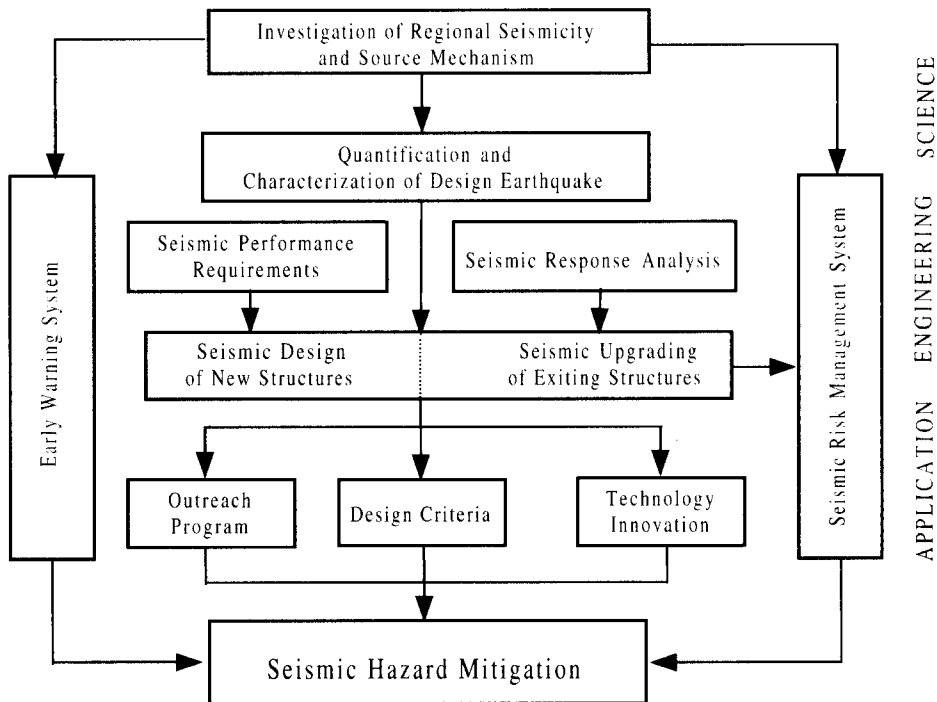 Investigation of Regional Seismicity
and Source Mechanism
Quantification and
Characterization of Design Earthquake
Seismic Performance
Requirements
Seismic Response Analysis
Seismic Design
of New Structures
Seismic Upgrading
of Exiting Structures
Early Warning System
Seismic Risk Management System
Outreach
Program
Design Criteria
Technology
Innovation
Seismic Hazard Mitigation
APPLICATION ENGINEERING SCIENCE